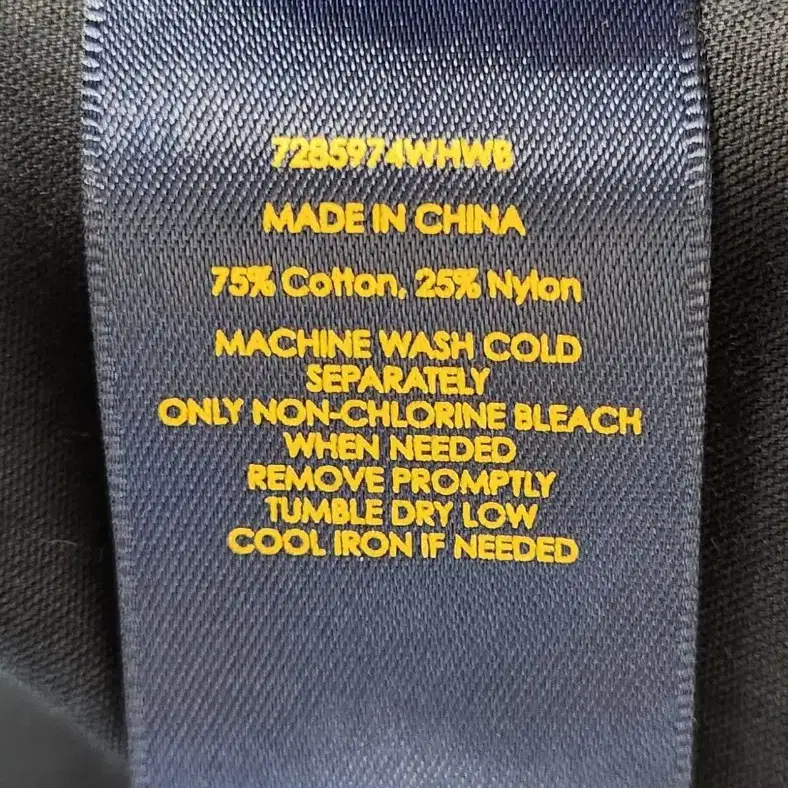 7285974WHWB
MADE IN CHINA
75% Cotton, 25% Nylon
MACHINE WASH COLD
SEPARATELY
ONLY NON-CHLORINE BLEACH
WHEN NEEDED
REMOVE PROMPTLY
TUMBLE DRY LOW
COOL IRON IF NEEDED